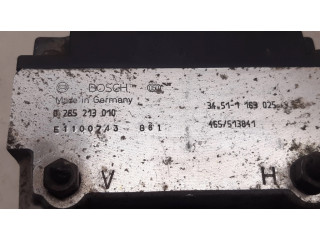 BOSCH
Made in Germany
0 265 213 010
34.51-1 163 025
E1100243 881
465/513841
V H